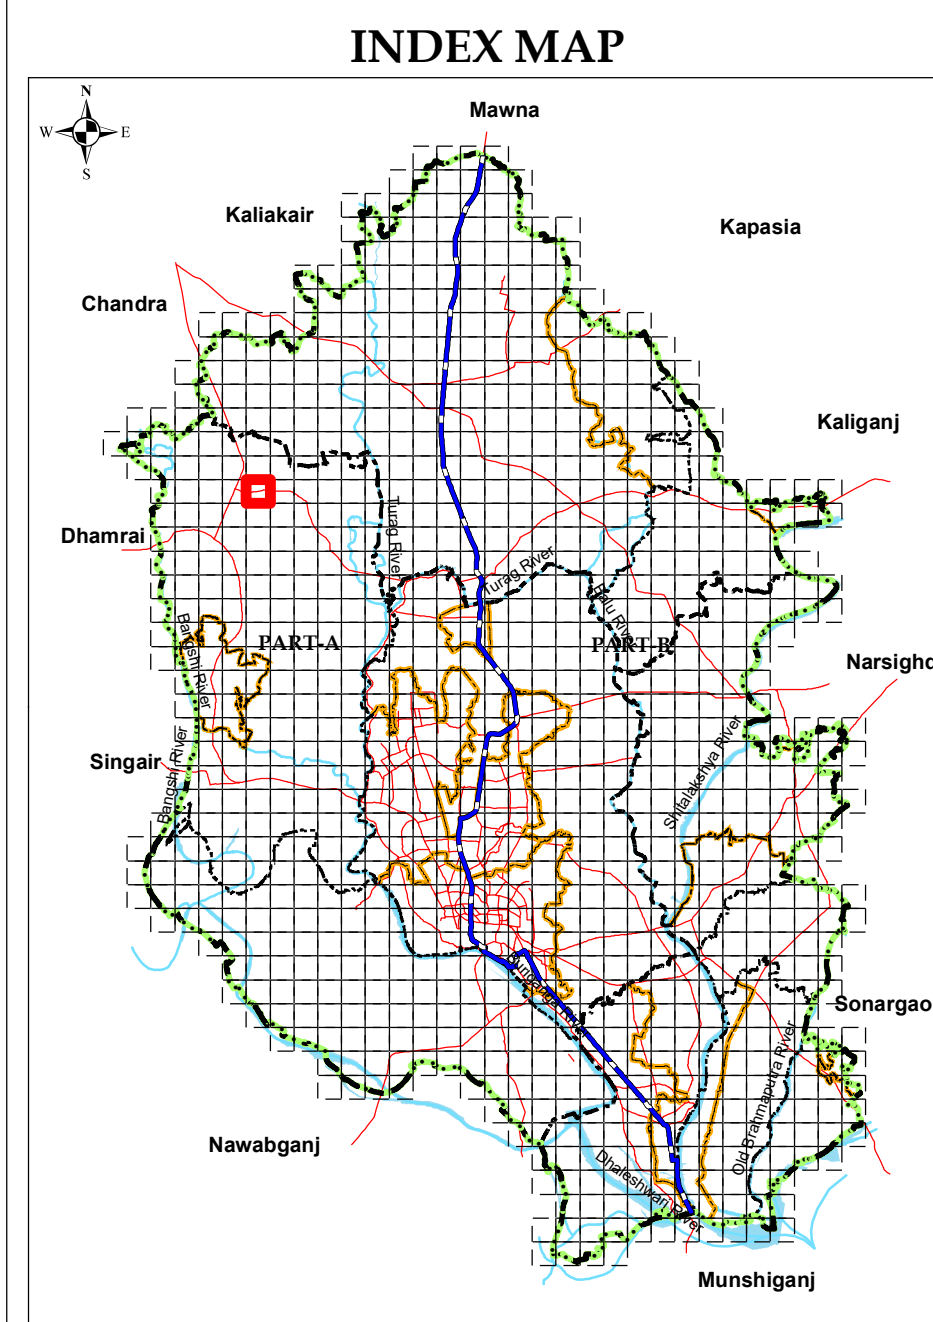 INDEX MAP
N
W E
S
Mawna
Kaliakair
Kapasia
Chandra
Kaliganj
Dhamrai
Turag River
Turag River
Balu River
Bangshi River
PART-A
PART-B
Narsighd
Shitalakshya River
Singair
Bangshi River
Buriganga River
Sonargao
Old Brahmaputra River
Nawabganj
Dhaleshwari River
Munshiganj